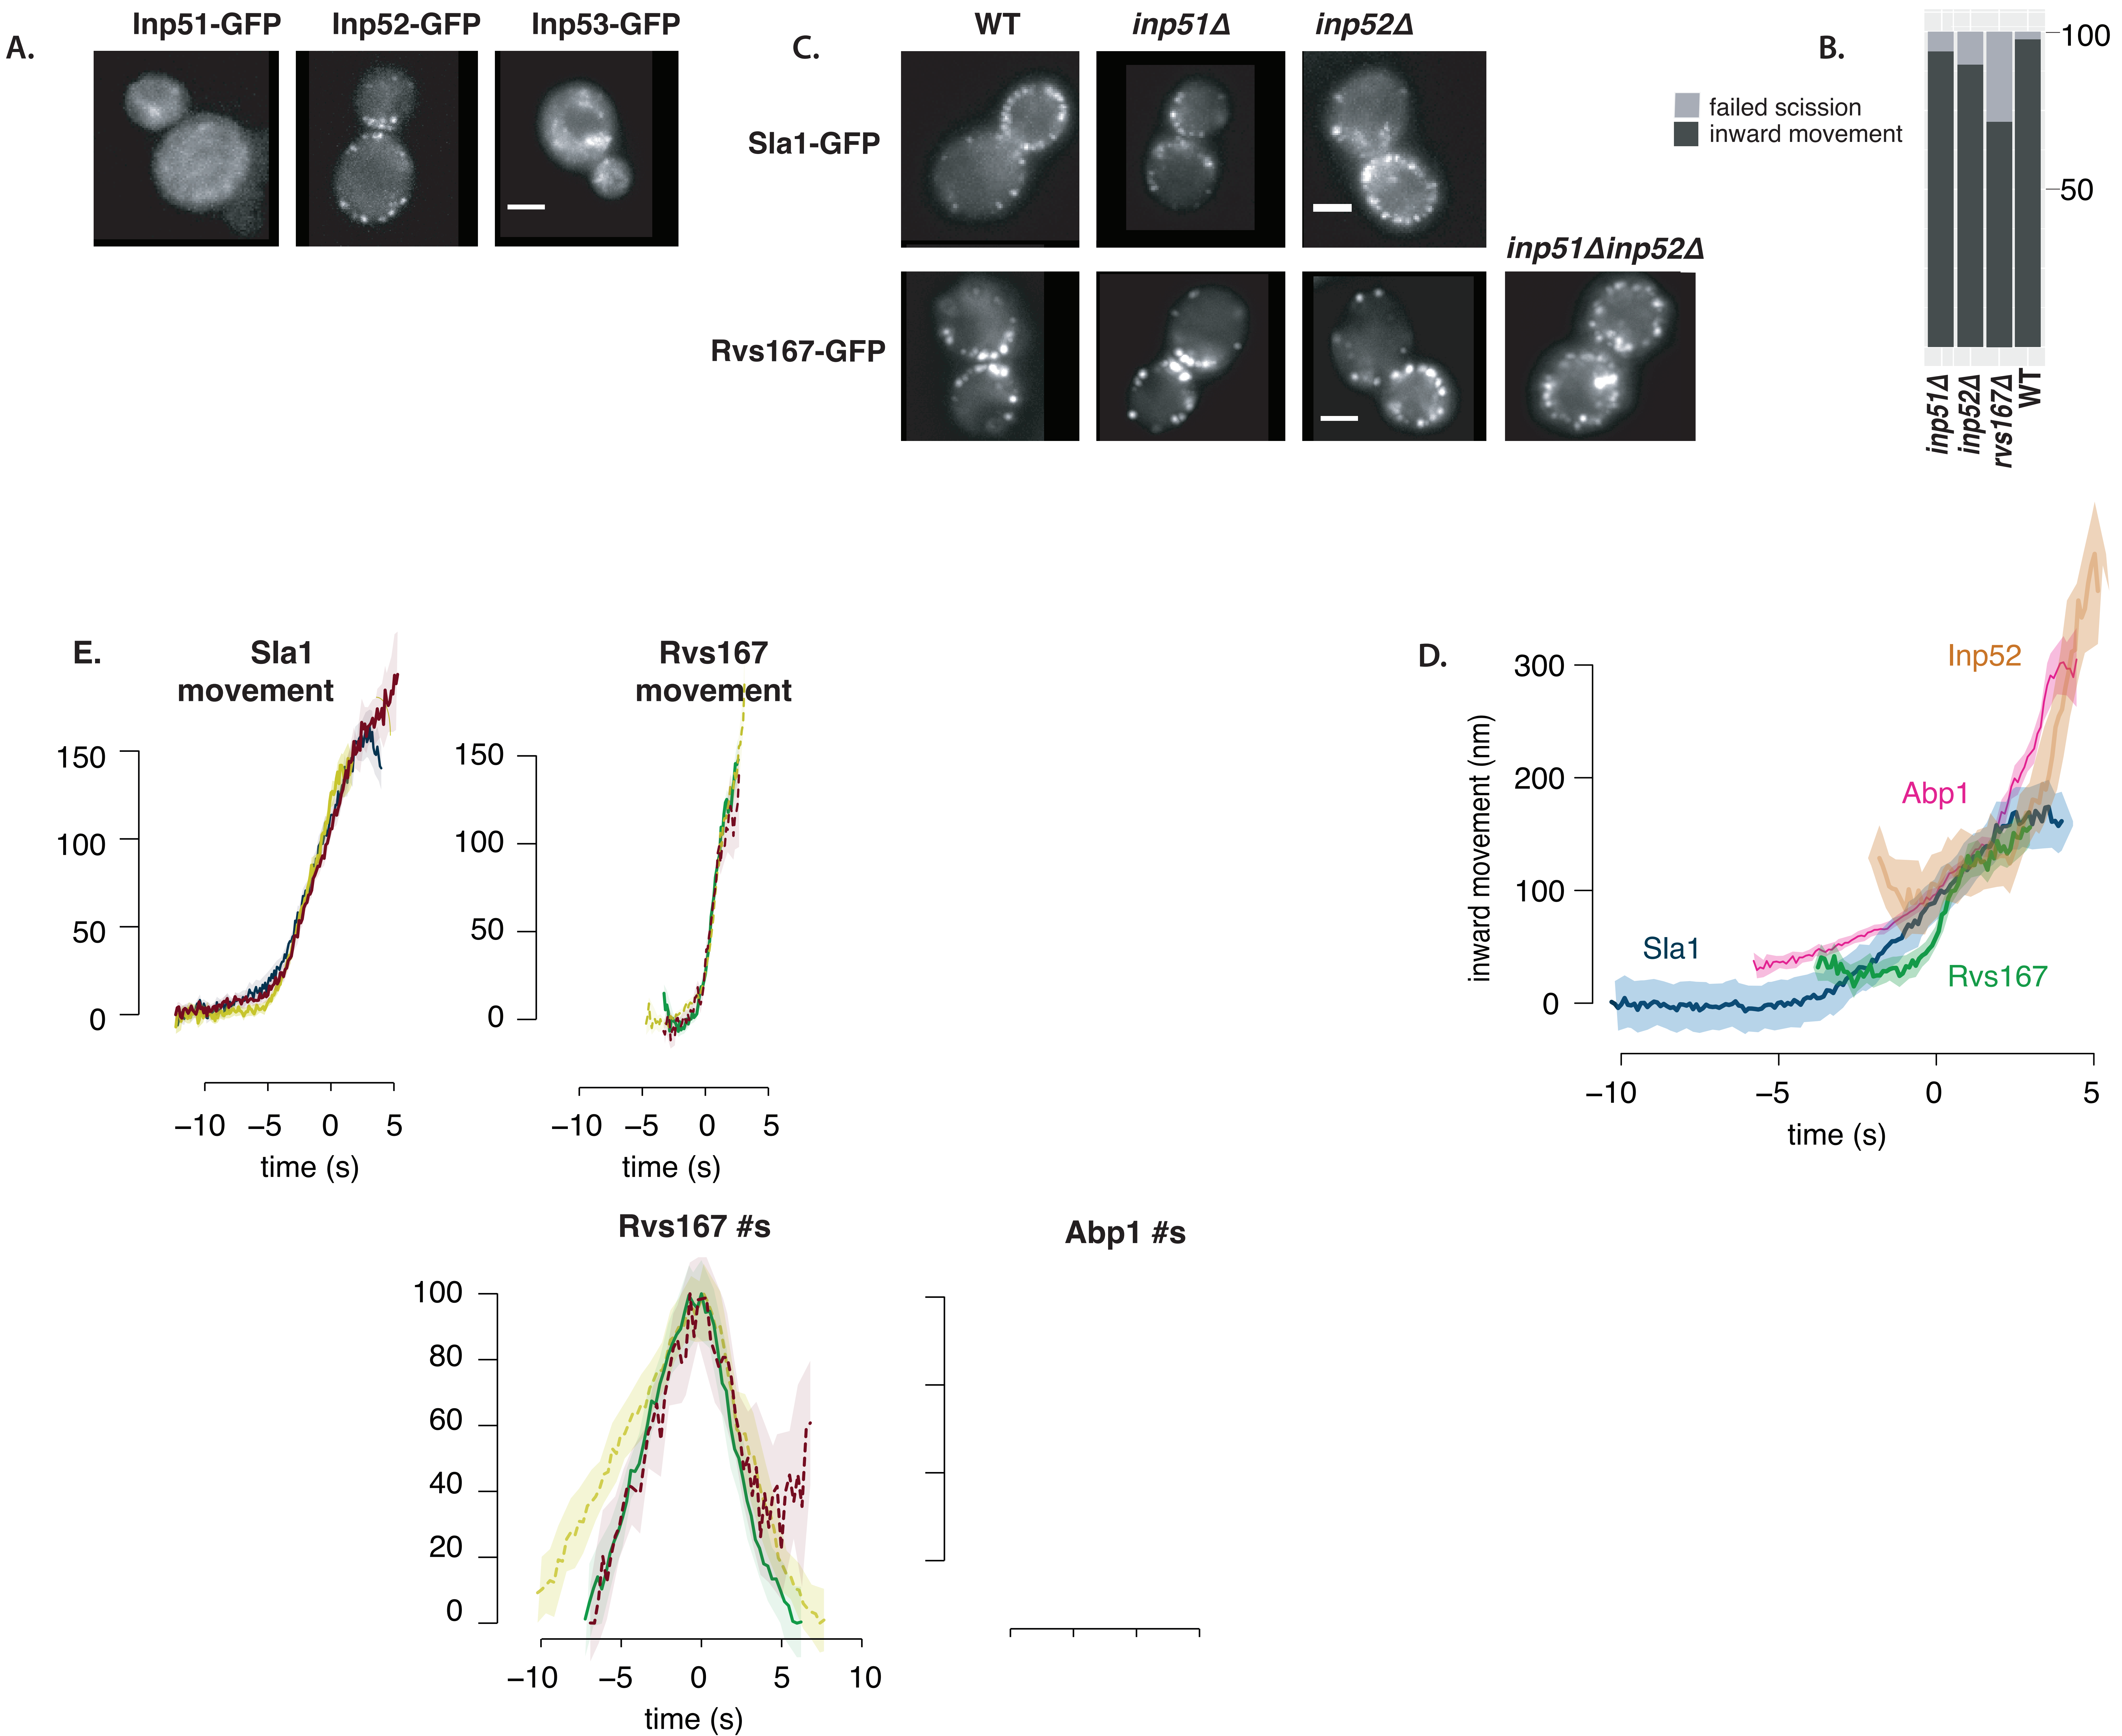 A.
Inp51-GFP Inp52-GFP Inp53-GFP
C.
WT inp51Δ inp52Δ
Sla1-GFP
inp51Δinp52Δ
Rvs167-GFP
B.
failed scission
inward movement
100
50
inp51Δ
inp52Δ
rvs167Δ
WT
E.
Sla1
movement
150
100
50
0
−10 −5 0 5
time (s)
Rvs167
movement
150
100
50
0
−10 −5 0 5
time (s)
D.
inward movement (nm)
300
200
100
0
Inp52
Abp1
Sla1
Rvs167
−10 −5 0 5
time (s)
Rvs167 #s
100
80
60
40
20
0
−10 −5 0 5 10
time (s)
Abp1 #s